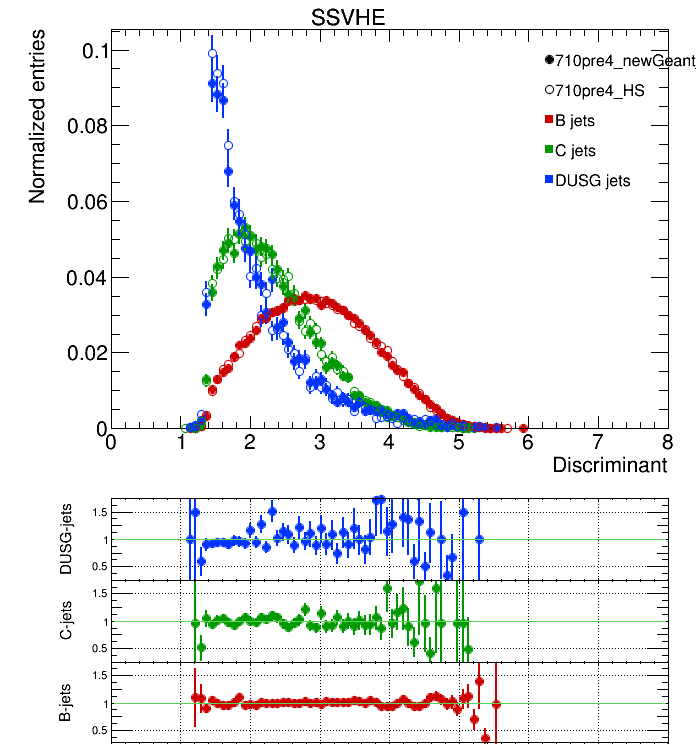 SSVHE
Normalized entries
0.1
0.08
0.06
0.04
0.02
0
710pre4_newGeant
710pre4_HS
B jets
C jets
DUSG jets
0 1 2 3 4 5 6 7 8
Discriminant
DUSG-jets
1.5
1
0.5
C-jets
1.5
1
0.5
B-jets
1.5
1
0.5